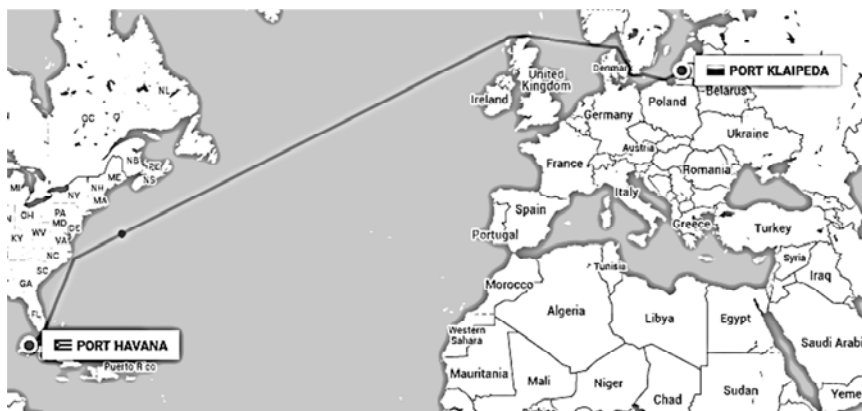 NL
QC
O
NB
PE
ME
NS
MI
NH
NY
MA
OH
PA
MD
DE
KY
WV
VA
NC
SC
GA
FL
PORT HAVANA
Puerto Rico
PORT KLAIPEDA
Denmar
United
Kingdom
Ireland
Belarus
Poland
Germany
Ukraine
Austria
France
Romania
Italy
Spain
Portugal
Greece
Turkey
Tunisia
Syria
Iraq
Morocco
Algeria
Libya
Egypt
Western
Sahara
Saudi Arabi
Mauritania
Mali
Niger
Chad
Sudan
Yeme